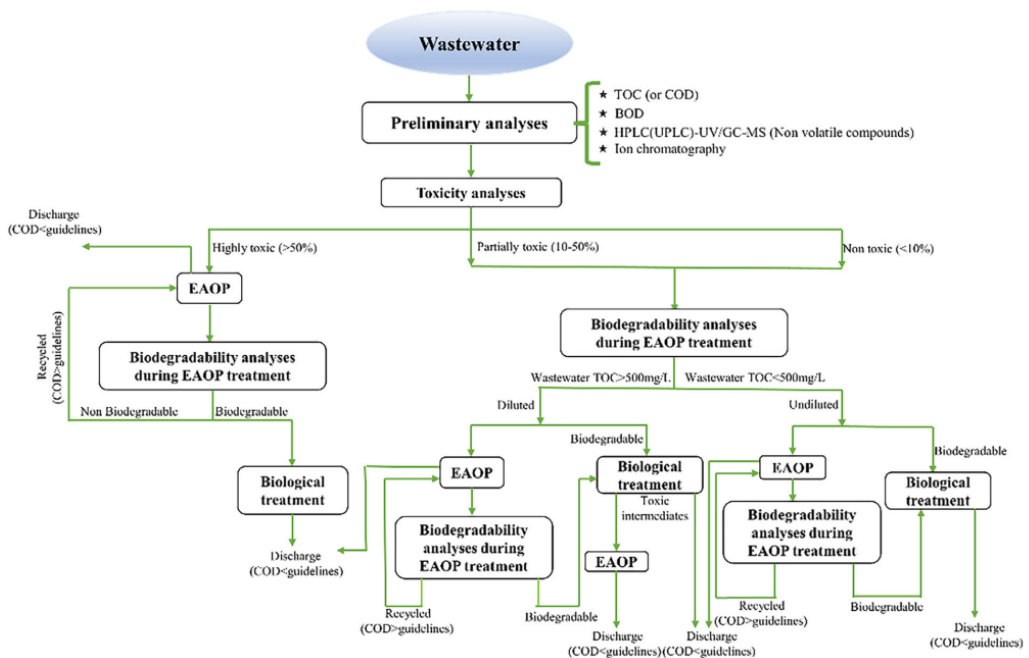 Wastewater
Preliminary analyses
★ TOC (or COD)
★ BOD
★ HPLC(UPLC)-UV/GC-MS (Non volatile compounds)
★ Ion chromatography
Toxicity analyses
Discharge
(COD<guidelines)
Highly toxic (>50%)
Partially toxic (10-50%)
Non toxic (<10%)
EAOP
Recycled
(COD>guidelines)
Biodegradability analyses
during EAOP treatment
Non Biodegradable
Biodegradable
Biological
treatment
Discharge
(COD<guidelines)
Biodegradability analyses
during EAOP treatment
Wastewater TOC>500mg/L
Wastewater TOC<500mg/L
Diluted
Undiluted
EAOP
Biodegradable
Biological
treatment
Toxic
intermediates
Biodegradability
analyses during
EAOP treatment
EAOP
Recycled
(COD>guidelines)
Biodegradable
Discharge
(COD<guidelines)
Discharge
(COD<guidelines)
EAOP
Biodegradable
Biological
treatment
Biodegradability
analyses during
EAOP treatment
Recycled
(COD>guidelines)
Biodegradable
Discharge
(COD<guidelines)